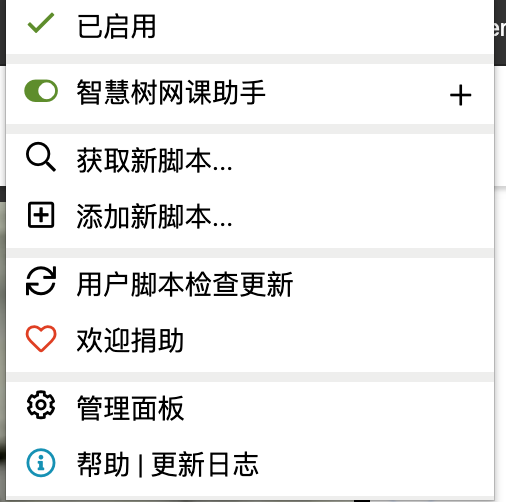 已启用
智慧树网课助手
获取新脚本...
添加新脚本...
用户脚本检查更新
欢迎捐助
管理面板
帮助 | 更新日志